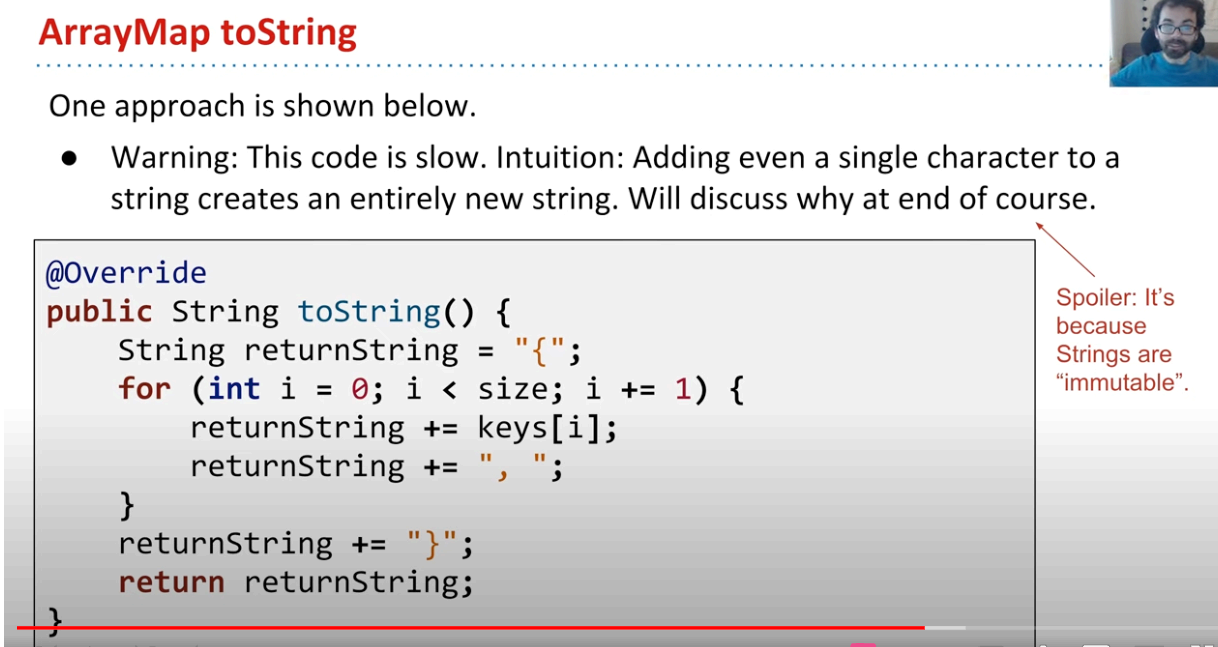 ArrayMap toString
One approach is shown below.
● Warning: This code is slow. Intuition: Adding even a single character to a
string creates an entirely new string. Will discuss why at end of course.
@Override
public String toString() {
    String returnString = "{";
    for (int i = 0; i < size; i += 1) {
        returnString += keys[i];
        returnString += ", ";
    }
    returnString += "}";
    return returnString;
}
Spoiler: It's
because
Strings are
“immutable”.